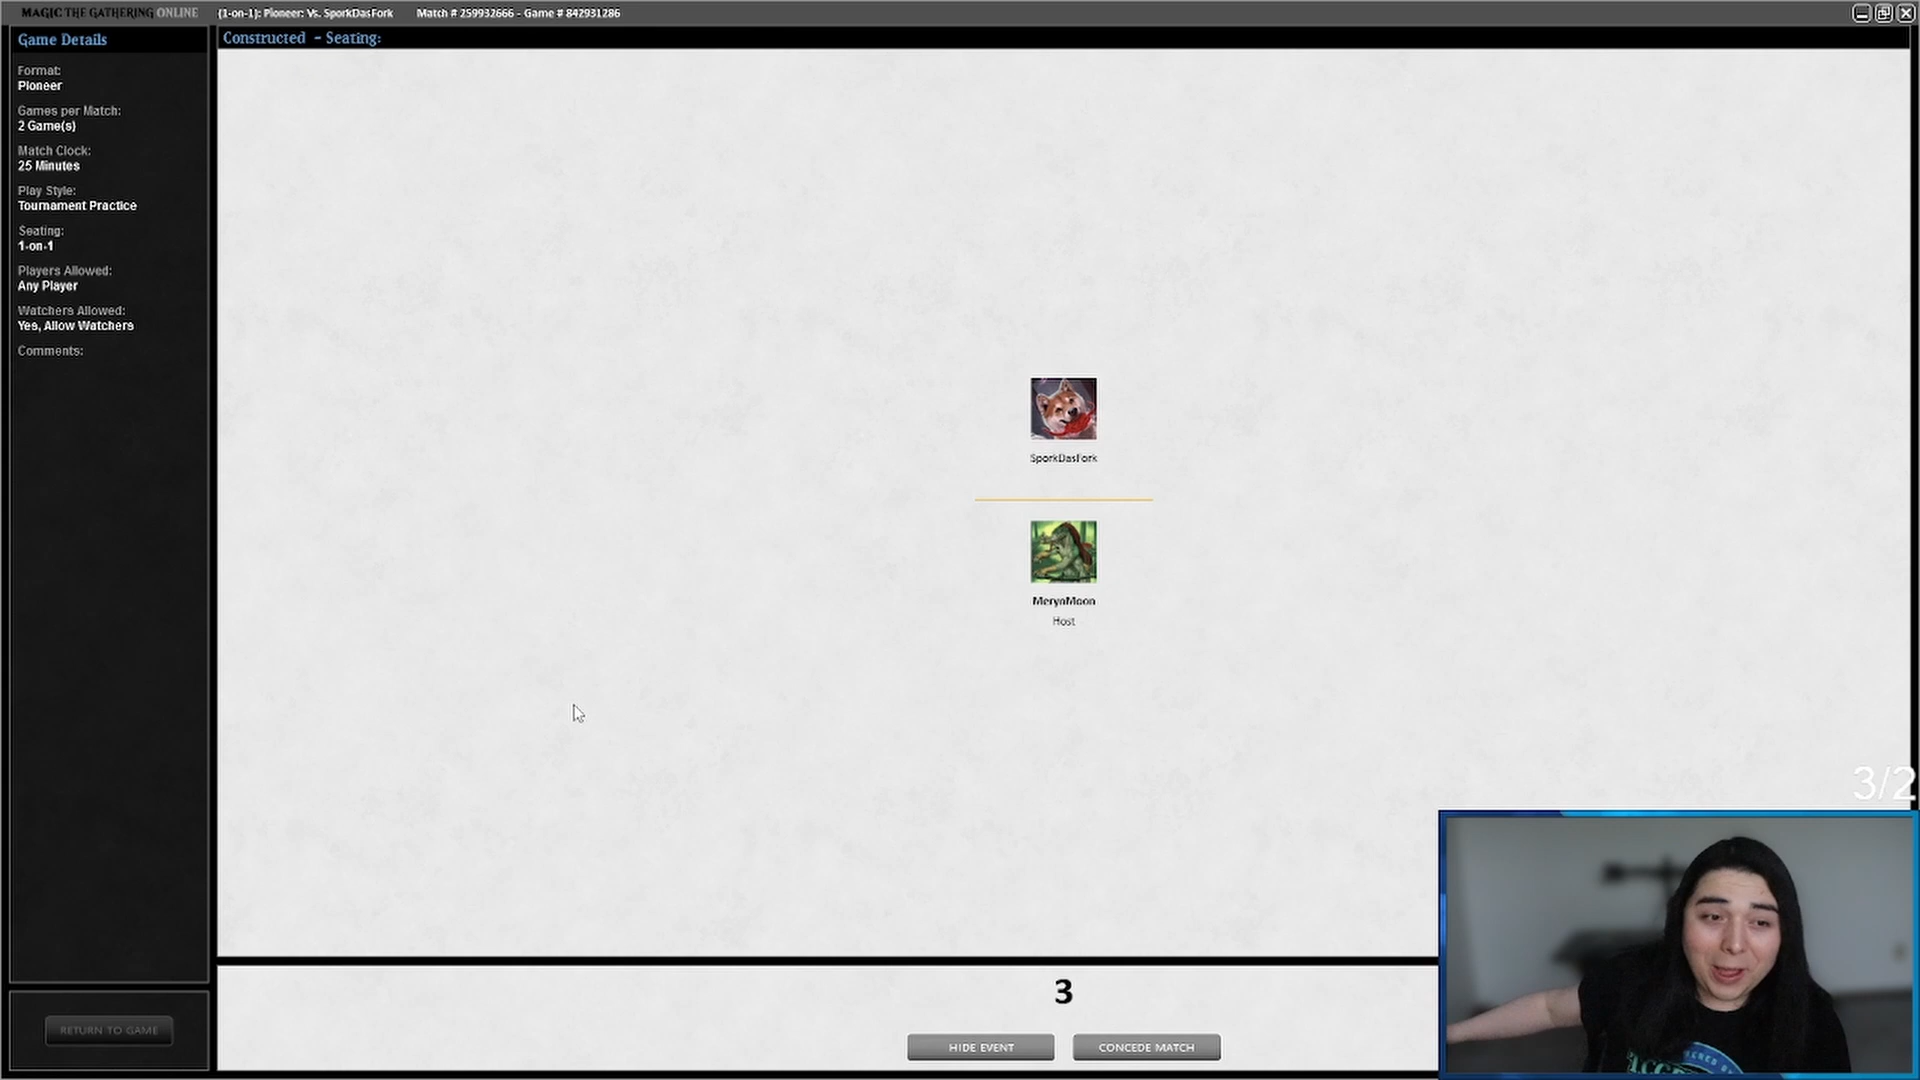 MAGIC THE GATHERING ONLINE (1-on-1): Pioneer: Vs. SporkDasFork Match # 259932666 - Game # 842931286
Game Details
Constructed - Seating:
Format:
Pioneer
Games per Match:
2 Game(s)
Match Clock:
25 Minutes
Play Style:
Tournament Practice
Seating:
1-on-1
Players Allowed:
Any Player
Watchers Allowed:
Yes, Allow Watchers
Comments:
SporkDasFork
MerynMoon
Host
3/2
3
RETURN TO GAME
HIDE EVENT
CONCEDE MATCH